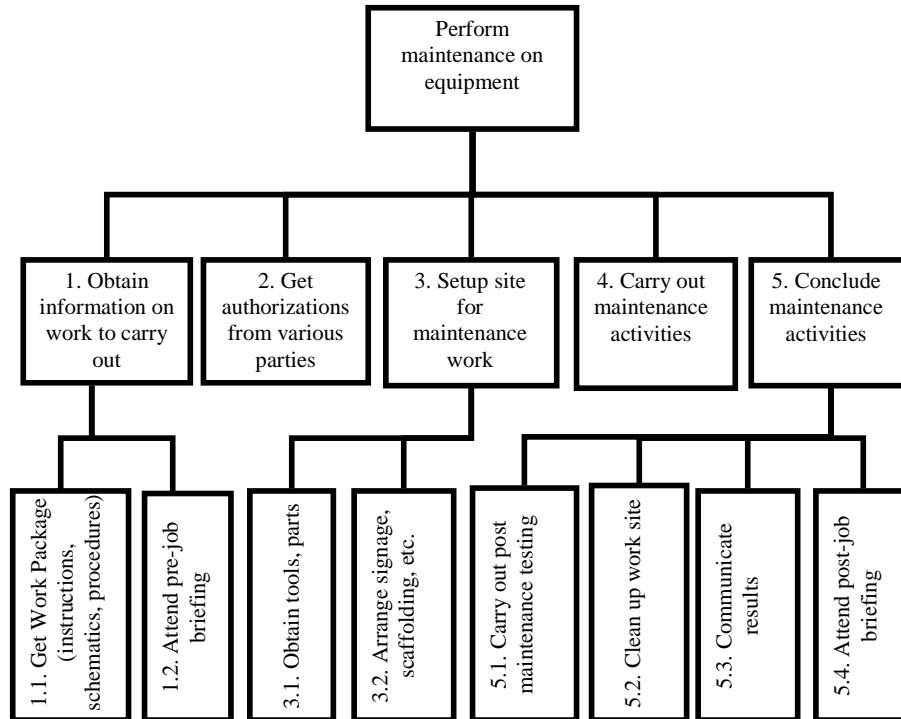 Perform
maintenance on
equipment
1. Obtain
information on
work to carry
out
2. Get
authorizations
from various
parties
3. Setup site
for
maintenance
work
4. Carry out
maintenance
activities
5. Conclude
maintenance
activities
1.1. Get Work Package
(instructions,
schematics, procedures)
1.2. Attend pre-job
briefing
3.1. Obtain tools, parts
3.2. Arrange signage,
scaffolding, etc.
5.1. Carry out post
maintenance testing
5.2. Clean up work site
5.3. Communicate
results
5.4. Attend post-job
briefing